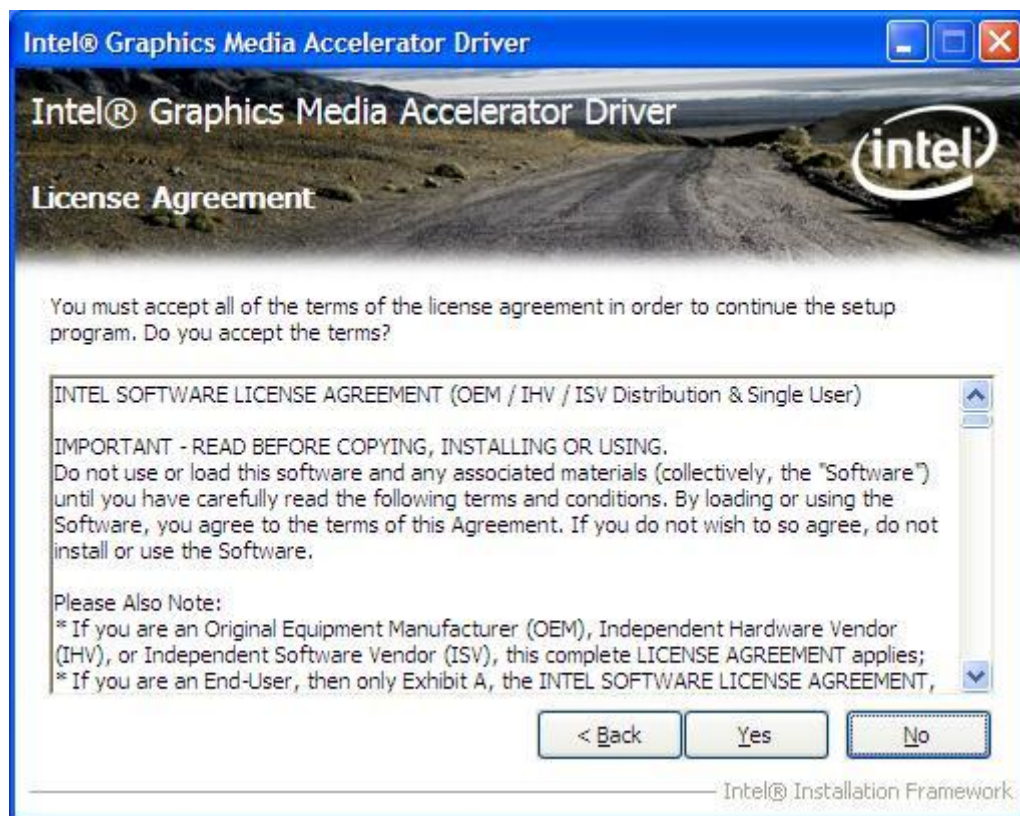 Intel® Graphics Media Accelerator Driver
Intel® Graphics Media Accelerator Driver
intel
License Agreement
You must accept all of the terms of the license agreement in order to continue the setup
program. Do you accept the terms?
INTEL SOFTWARE LICENSE AGREEMENT (OEM / IHV / ISV Distribution & Single User)
IMPORTANT - READ BEFORE COPYING, INSTALLING OR USING.
Do not use or load this software and any associated materials (collectively, the "Software")
until you have carefully read the following terms and conditions. By loading or using the
Software, you agree to the terms of this Agreement. If you do not wish to so agree, do not
install or use the Software.
Please Also Note:
* If you are an Original Equipment Manufacturer (OEM), Independent Hardware Vendor
(IHV), or Independent Software Vendor (ISV), this complete LICENSE AGREEMENT applies;
* If you are an End-User, then only Exhibit A, the INTEL SOFTWARE LICENSE AGREEMENT,
< Back Yes No
Intel® Installation Framework